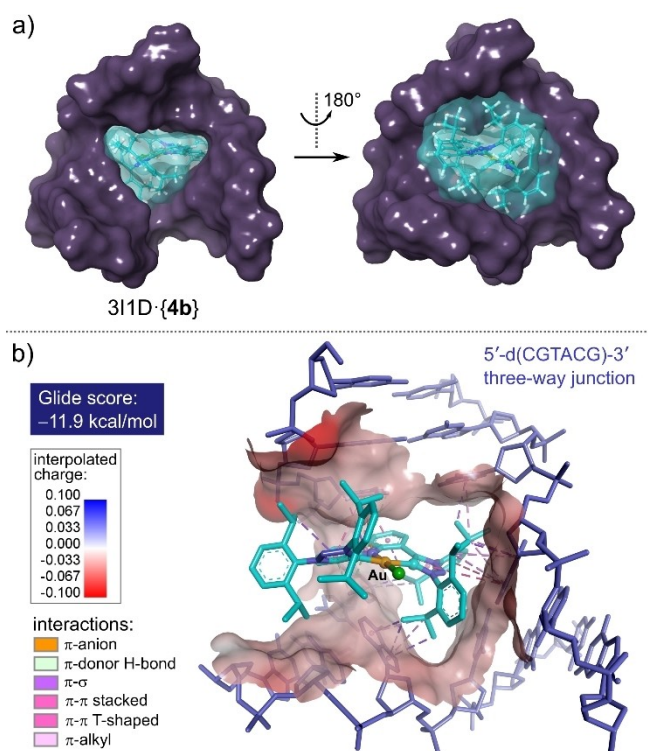 a)
180°
3I1D·{4b}
b)
5′-d(CGTACG)-3′
three-way junction
Glide score:
–11.9 kcal/mol
interpolated
charge:
0.100
0.067
0.033
0.000
-0.033
-0.067
-0.100
Au
interactions:
π-anion
π-donor H-bond
π-σ
π-π stacked
π-π T-shaped
π-alkyl